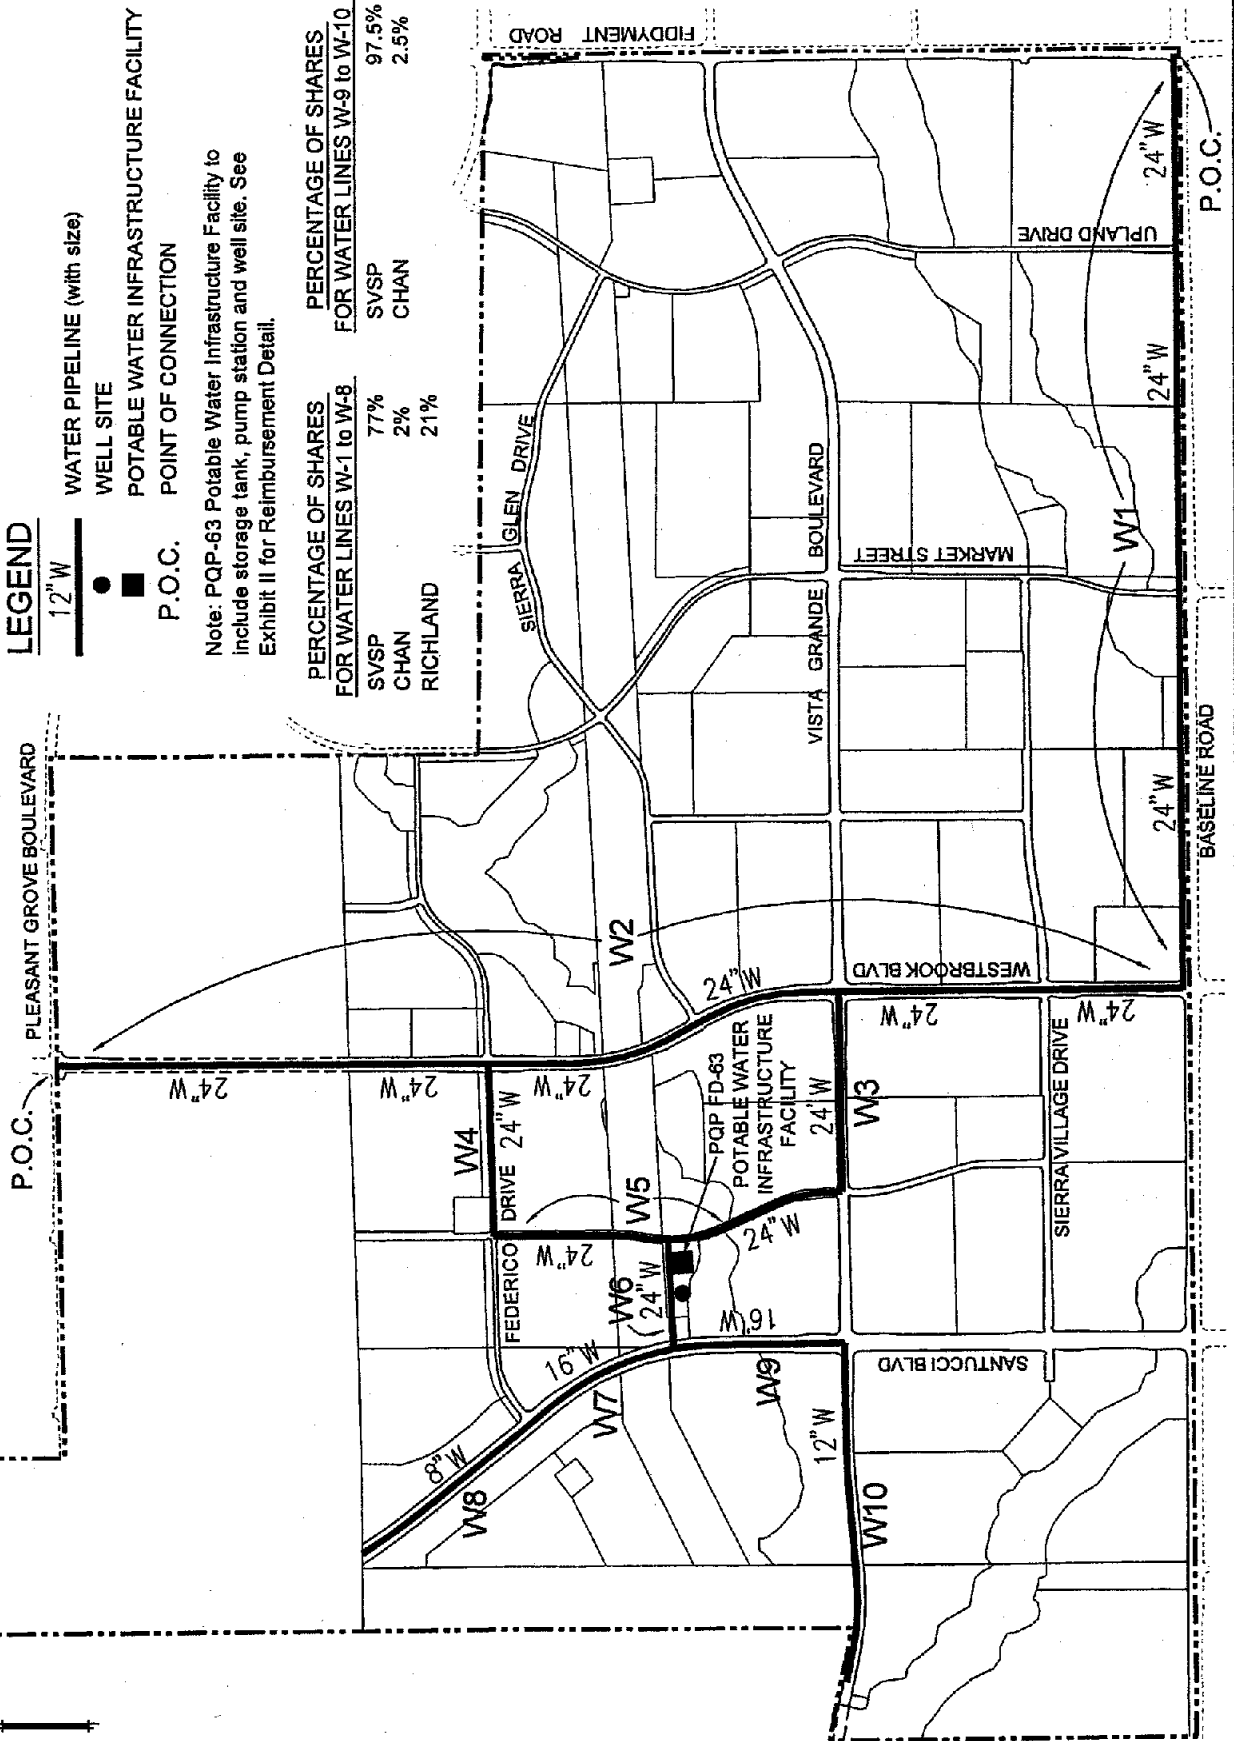 LEGEND
12"W WATER PIPELINE (with size)
WELL SITE
POTABLE WATER INFRASTRUCTURE FACILITY
P.O.C. POINT OF CONNECTION
Note: PQP-63 Potable Water Infrastructure Facility to
include storage tank, pump station and well site. See
Exhibit II for Reimbursement Detail.
PERCENTAGE OF SHARES
FOR WATER LINES W-1 to W-8
SVSP 77%
CHAN 2%
RICHLAND 21%
PERCENTAGE OF SHARES
FOR WATER LINES W-9 to W-10
SVSP 97.5%
CHAN 2.5%
P.O.C.
PLEASANT GROVE BOULEVARD
FIDDYMENT ROAD
24"W
24"W
24"W
W4
FEDERICO DRIVE 24"W
W2
SIERRA GLEN DRIVE
24"W
W5
24"W
W6
24"W
PQP FD-63
POTABLE WATER
INFRASTRUCTURE
FACILITY
24"W
8"W
W8
16"W
W7
16"W
W9
12"W
W10
24"W
W3
WESTBROOK BLVD
VISTA GRANDE BOULEVARD
MARKET STREET
UPLAND DRIVE
24"W
24"W
SANTUCCI BLVD
SIERRA VILLAGE DRIVE
W1
24"W
24"W
24"W
BASELINE ROAD
P.O.C.